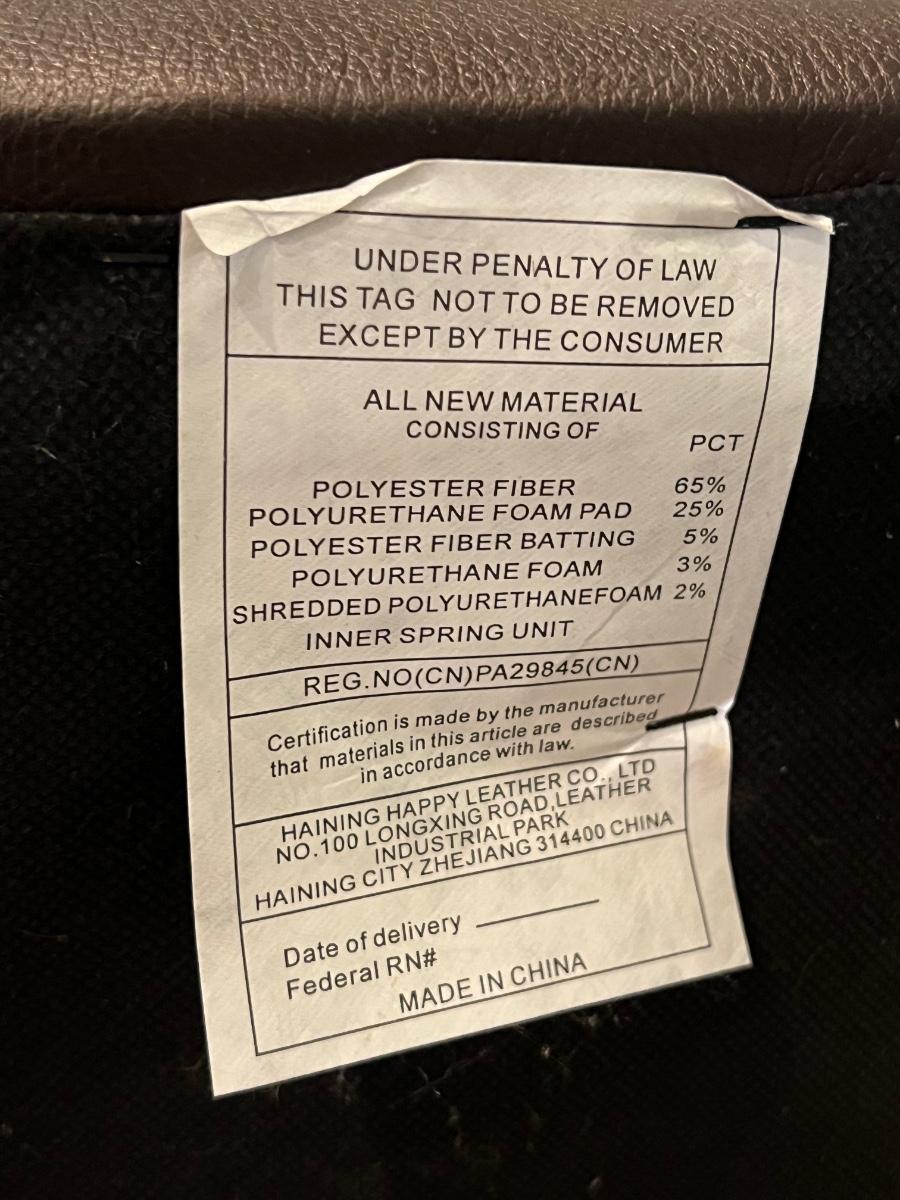 UNDER PENALTY OF LAW
THIS TAG NOT TO BE REMOVED
EXCEPT BY THE CONSUMER
ALL NEW MATERIAL
CONSISTING OF
PCT
POLYESTER FIBER 65%
POLYURETHANE FOAM PAD 25%
POLYESTER FIBER BATTING 5%
POLYURETHANE FOAM 3%
SHREDDED POLYURETHANEFOAM 2%
INNER SPRING UNIT
REG.NO(CN)PA29845(CN)
Certification is made by the manufacturer
that materials in this article are described
in accordance with law.
HAINING HAPPY LEATHER CO., LTD
NO.100 LONGXING ROAD,LEATHER
INDUSTRIAL PARK
HAINING CITY ZHEJIANG 314400 CHINA
Date of delivery
Federal RN#
MADE IN CHINA